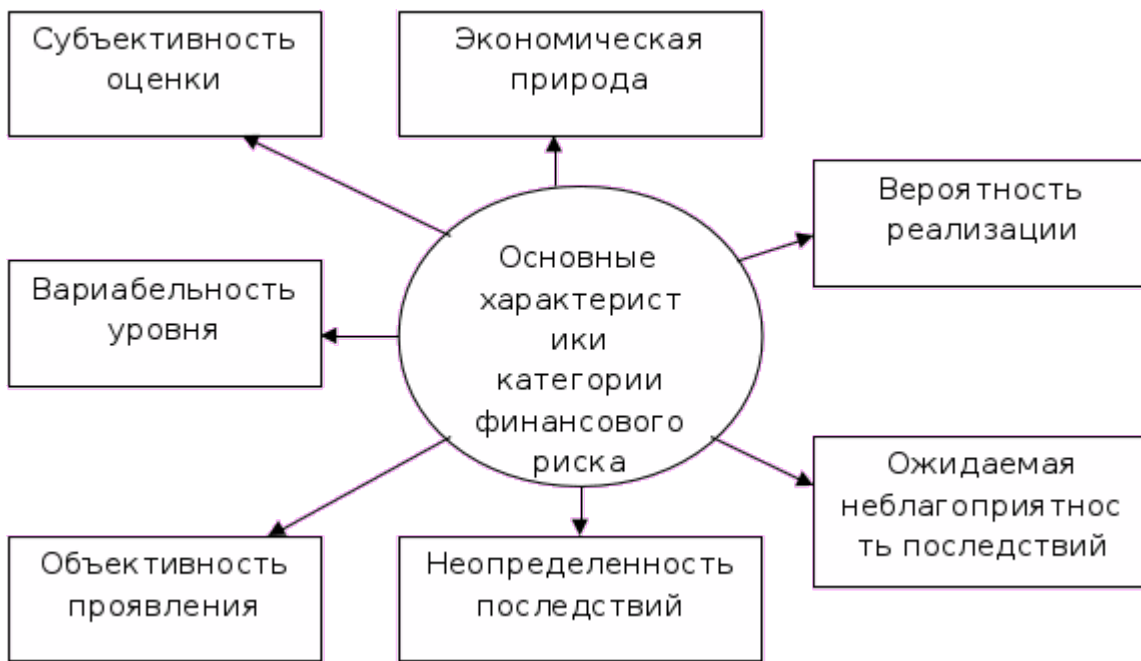 Субъективность
оценки
Экономическая
природа
Вероятность
реализации
Основные
характерист
ики
категории
финансового
риска
Вариабельность
уровня
Ожидаемая
неблагоприятнос
ть последствий
Объективность
проявления
Неопределенность
последствий